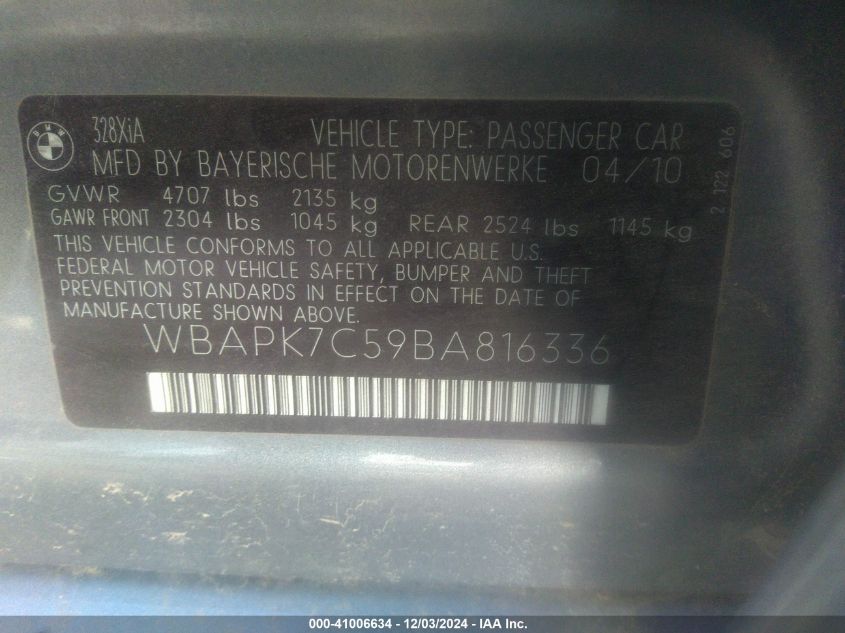 BMW
328XiA VEHICLE TYPE: PASSENGER CAR
MFD BY BAYERISCHE MOTORENWERKE 04/10
GVWR 4707 lbs 2135 kg
GAWR FRONT 2304 lbs 1045 kg REAR 2524 lbs 1145 kg
THIS VEHICLE CONFORMS TO ALL APPLICABLE U.S.
FEDERAL MOTOR VEHICLE SAFETY, BUMPER AND THEFT
PREVENTION STANDARDS IN EFFECT ON THE DATE OF
MANUFACTURE SHOWN ABOVE.
WBAPK7C59BA816336
2 122 606
000-41006634 - 12/03/2024 - IAA Inc.